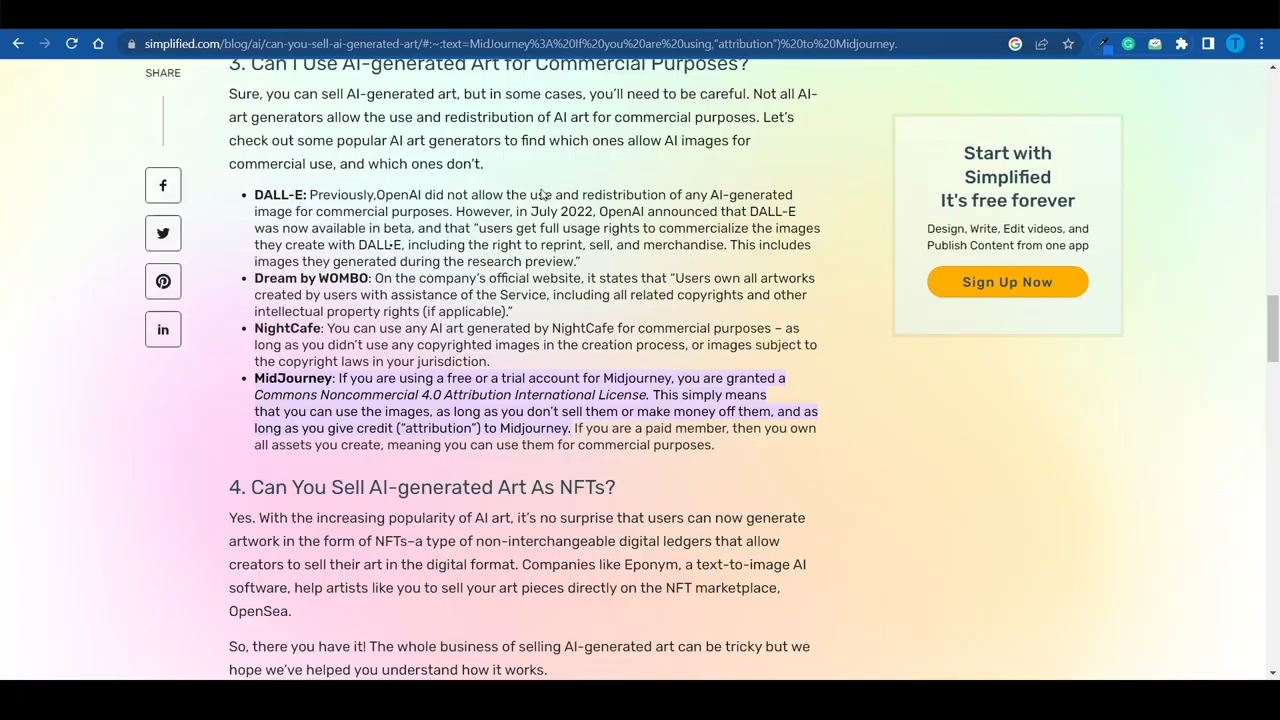 simplified.com/blog/ai/can-you-sell-ai-generated-art/#:~:text=MidJourney%3A%20If%20you%20are%20using,"attribution")%20to%20Midjourney.
T
SHARE
3. Can I Use AI-generated Art for Commercial Purposes?
Sure, you can sell AI-generated art, but in some cases, you'll need to be careful. Not all AI-
art generators allow the use and redistribution of AI art for commercial purposes. Let's
check out some popular AI art generators to find which ones allow AI images for
commercial use, and which ones don't.
• DALL-E: Previously,OpenAI did not allow the use and redistribution of any AI-generated
image for commercial purposes. However, in July 2022, OpenAI announced that DALL-E
was now available in beta, and that "users get full usage rights to commercialize the images
they create with DALL·E, including the right to reprint, sell, and merchandise. This includes
images they generated during the research preview."
• Dream by WOMBO: On the company's official website, it states that "Users own all artworks
created by users with assistance of the Service, including all related copyrights and other
intellectual property rights (if applicable)."
• NightCafe: You can use any AI art generated by NightCafe for commercial purposes – as
long as you didn't use any copyrighted images in the creation process, or images subject to
the copyright laws in your jurisdiction.
• MidJourney: If you are using a free or a trial account for Midjourney, you are granted a
Commons Noncommercial 4.0 Attribution International License. This simply means
that you can use the images, as long as you don't sell them or make money off them, and as
long as you give credit ("attribution") to Midjourney. If you are a paid member, then you own
all assets you create, meaning you can use them for commercial purposes.
4. Can You Sell AI-generated Art As NFTs?
Yes. With the increasing popularity of AI art, it's no surprise that users can now generate
artwork in the form of NFTs–a type of non-interchangeable digital ledgers that allow
creators to sell their art in the digital format. Companies like Eponym, a text-to-image AI
software, help artists like you to sell your art pieces directly on the NFT marketplace,
OpenSea.
So, there you have it! The whole business of selling AI-generated art can be tricky but we
hope we've helped you understand how it works.
Start with
Simplified
It's free forever
Design, Write, Edit videos, and
Publish Content from one app
Sign Up Now